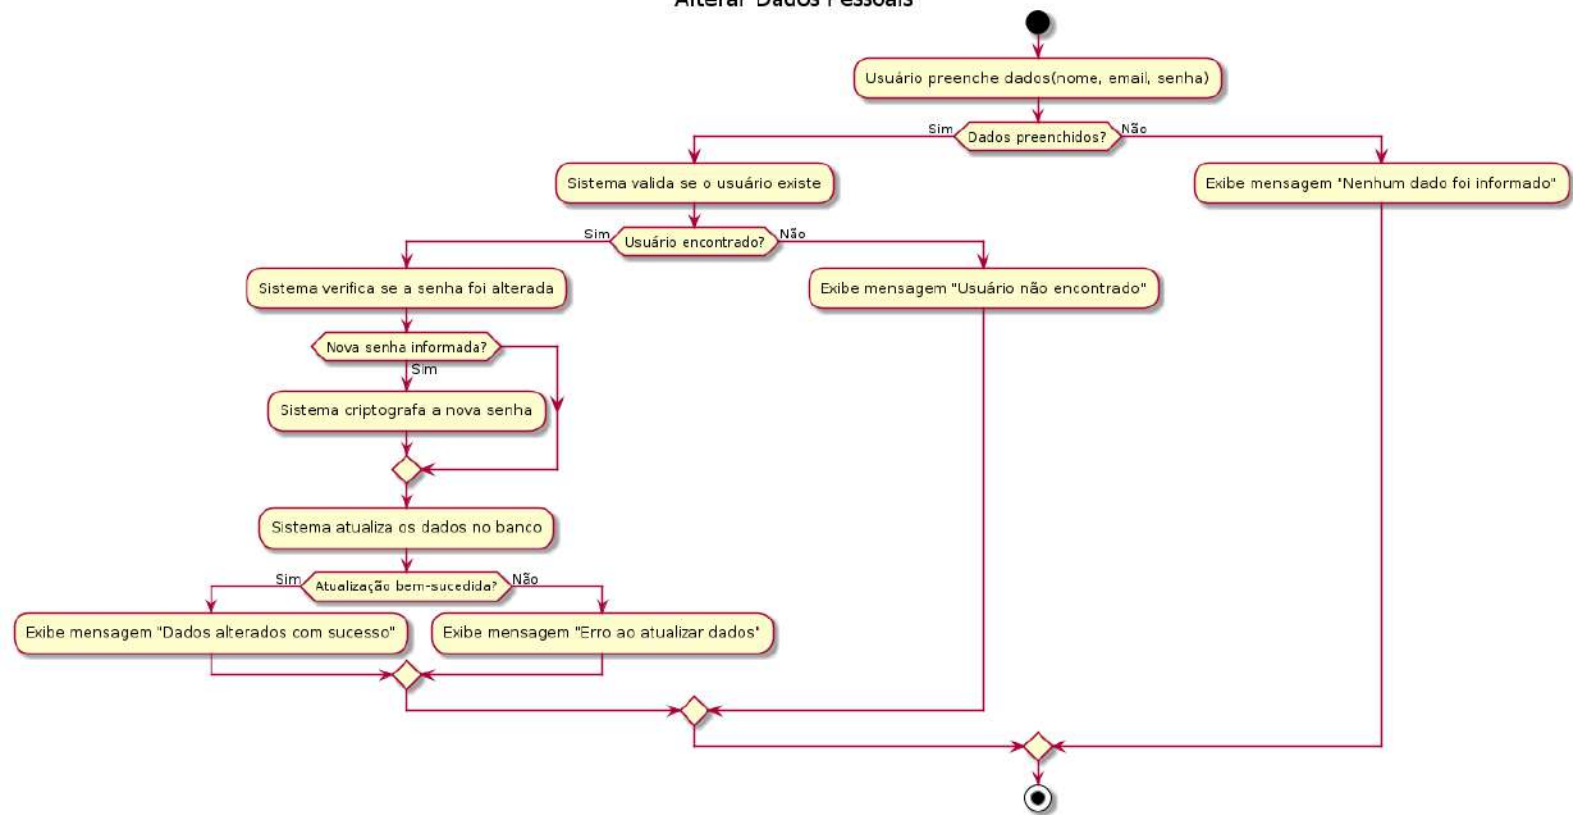 Alterar Dados Pessoais
Usuário preenche dados(nome, email, senha)
Sim
Dados preenchidos?
Não
Sistema valida se o usuário existe
Exibe mensagem "Nenhum dado foi informado"
Sim
Usuário encontrado?
Não
Sistema verifica se a senha foi alterada
Exibe mensagem "Usuário não encontrado"
Nova senha informada?
Sim
Sistema criptografa a nova senha
Sistema atualiza os dados no banco
Sim
Atualização bem-sucedida?
Não
Exibe mensagem "Dados alterados com sucesso"
Exibe mensagem "Erro ao atualizar dados"